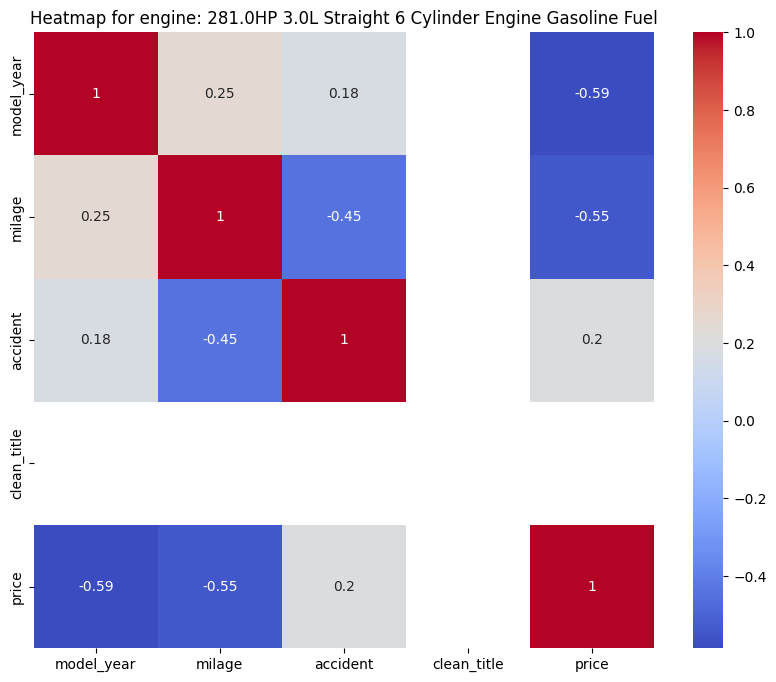 Heatmap for engine: 281.0HP 3.0L Straight 6 Cylinder Engine Gasoline Fuel
model_year 1 0.25 0.18 -0.59
milage 0.25 1 -0.45 -0.55
accident 0.18 -0.45 1 0.2
clean_title
price -0.59 -0.55 0.2 1
model_year milage accident clean_title price
1.0
0.8
0.6
0.4
0.2
0.0
−0.2
−0.4